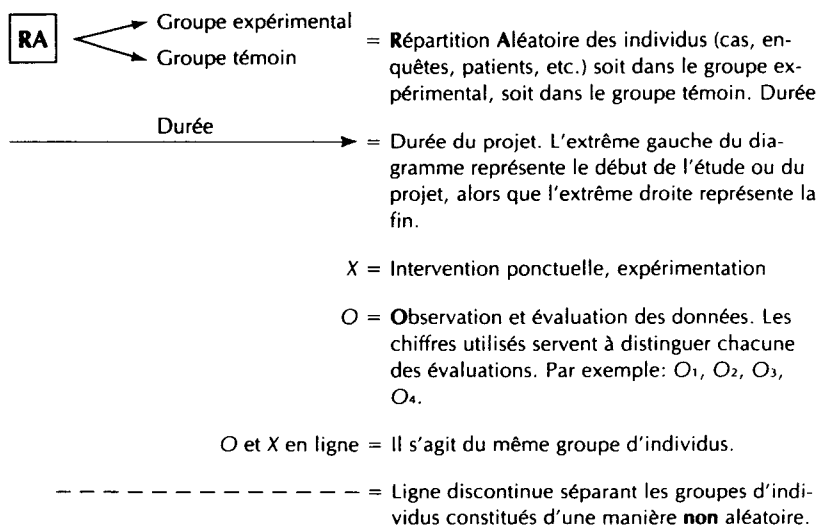 RA
Groupe expérimental
Groupe témoin
= Répartition Aléatoire des individus (cas, en-
quêtes, patients, etc.) soit dans le groupe ex-
périmental, soit dans le groupe témoin. Durée
Durée
= Durée du projet. L'extrême gauche du dia-
gramme représente le début de l'étude ou du
projet, alors que l'extrême droite représente la
fin.
X = Intervention ponctuelle, expérimentation
O = Observation et évaluation des données. Les
chiffres utilisés servent à distinguer chacune
des évaluations. Par exemple: O1, O2, O3,
O4.
O et X en ligne = Il s'agit du même groupe d'individus.
= Ligne discontinue séparant les groupes d'indi-
vidus constitués d'une manière non aléatoire.